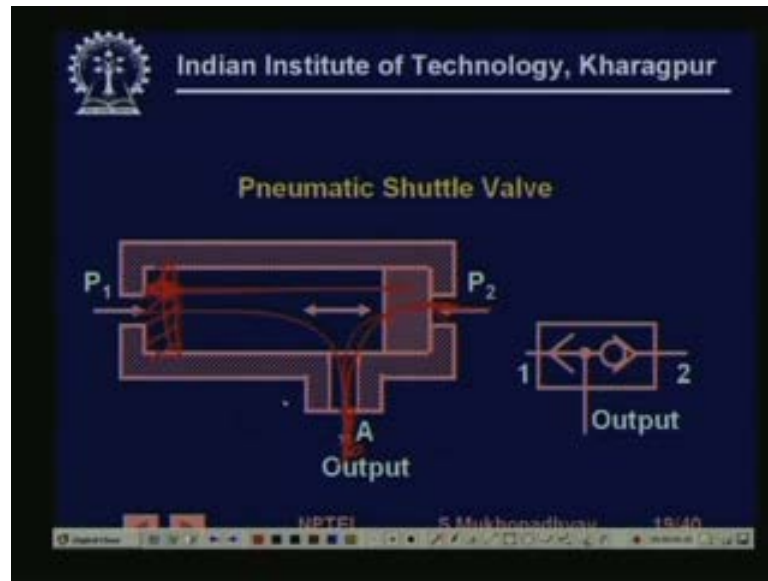 Indian Institute of Technology, Kharagpur
Pneumatic Shuttle Valve
P1 P2
A
Output
1 2
Output
NPTEL S.Mukhopadhyay 19/40